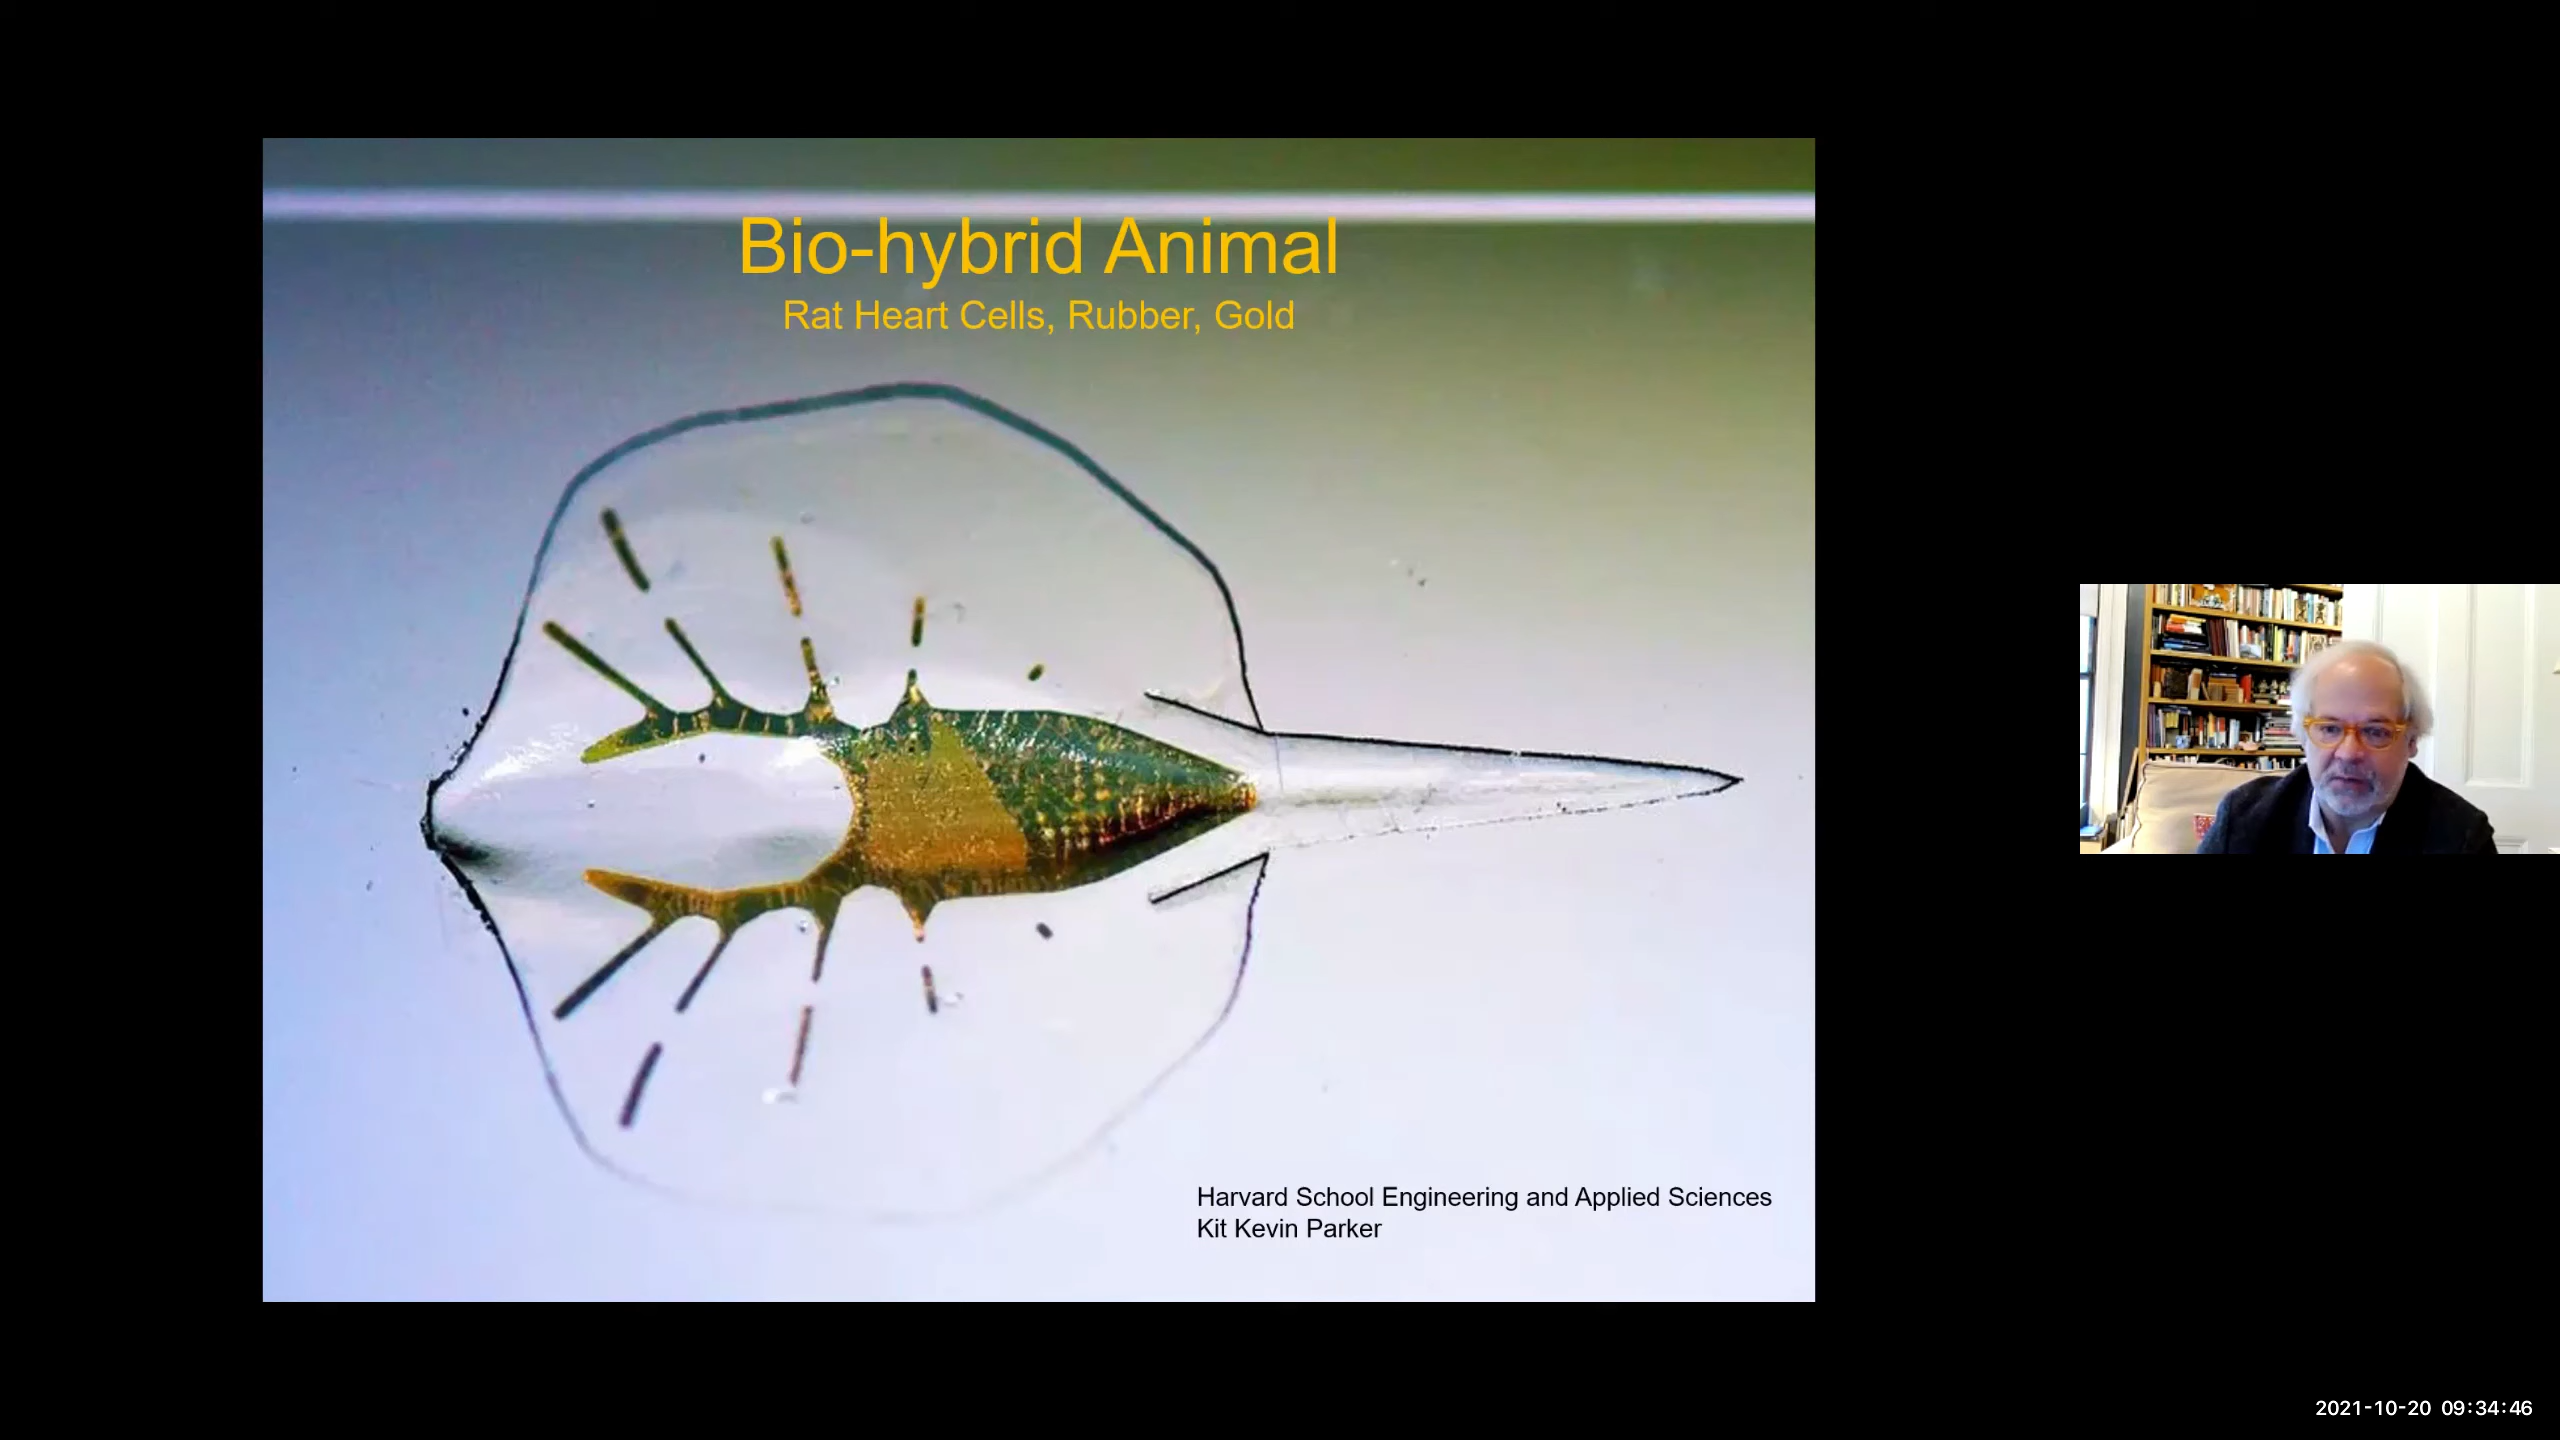 Bio-hybrid Animal
Rat Heart Cells, Rubber, Gold
Harvard School Engineering and Applied Sciences
Kit Kevin Parker
2021-10-20 09:34:46